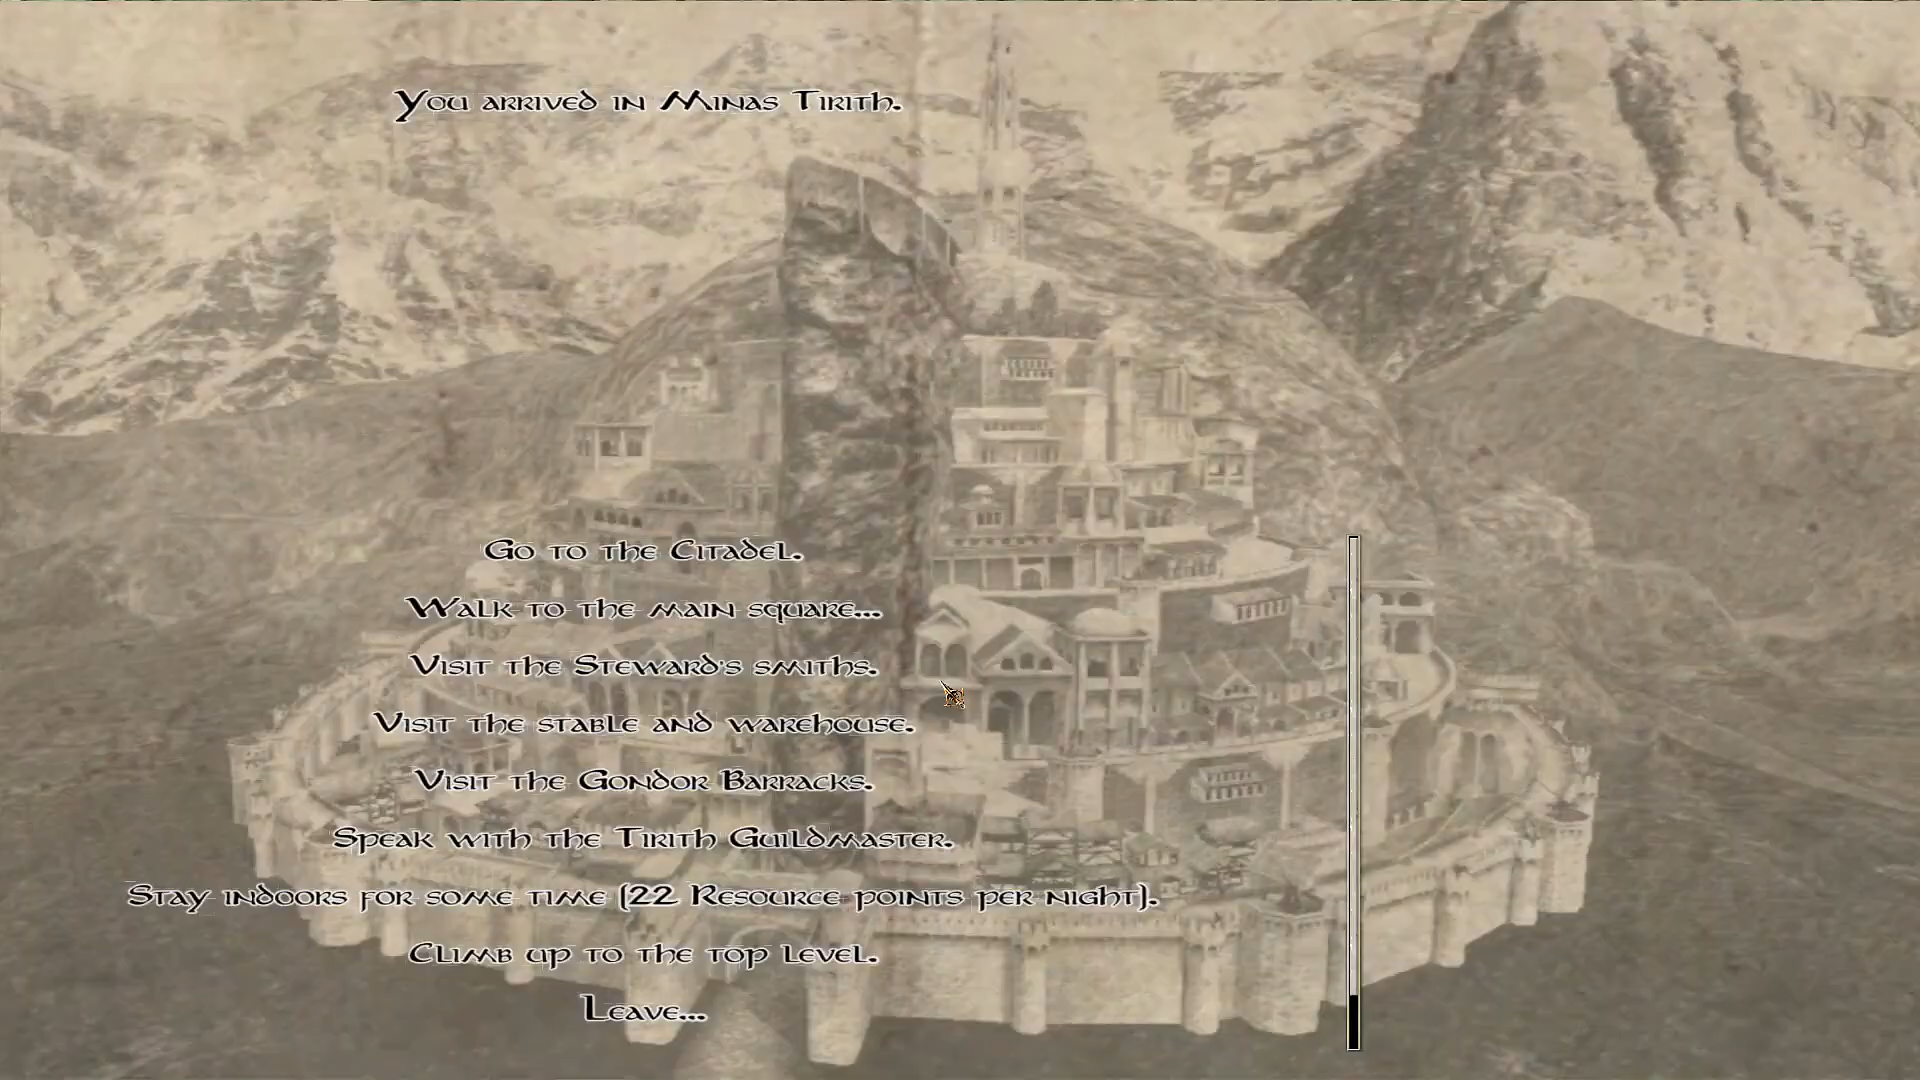 You arrived in Minas Tirith.
Go to the Citadel.
Walk to the main square...
Visit the Steward's smiths.
Visit the stable and warehouse.
Visit the Gondor Barracks.
Speak with the Tirith Guildmaster.
Stay indoors for some time (22 Resource points per night).
Climb up to the top level.
Leave...